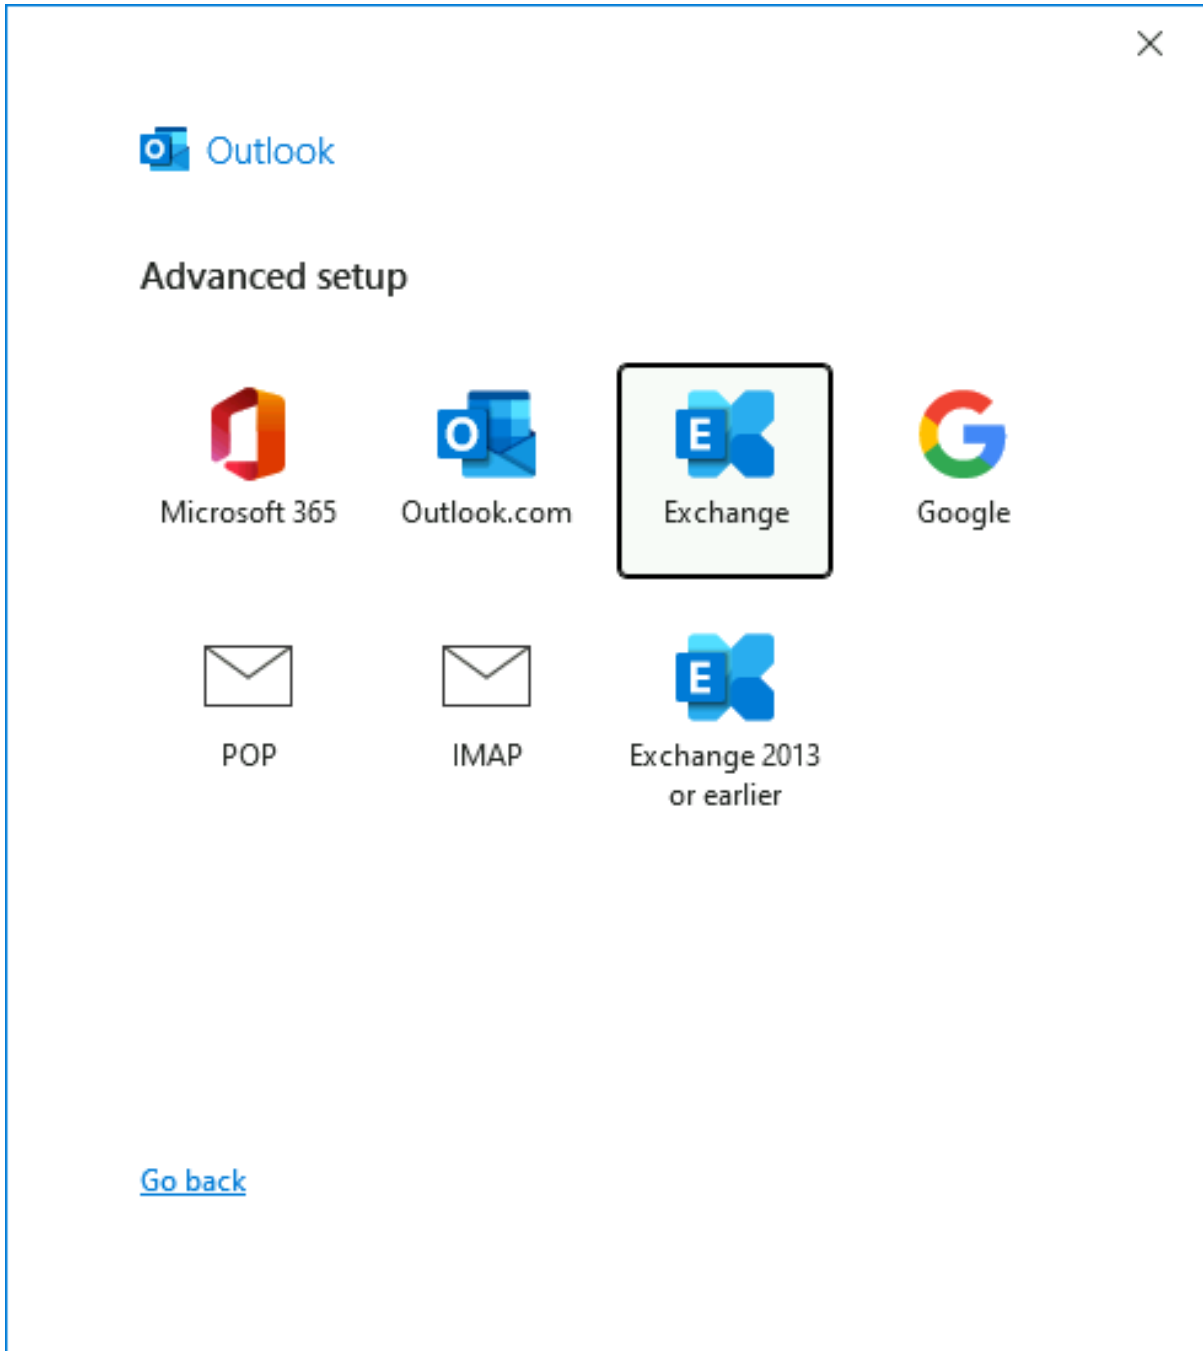 Outlook
Advanced setup
Microsoft 365
Outlook.com
Exchange
Google
POP
IMAP
Exchange 2013
or earlier
Go back